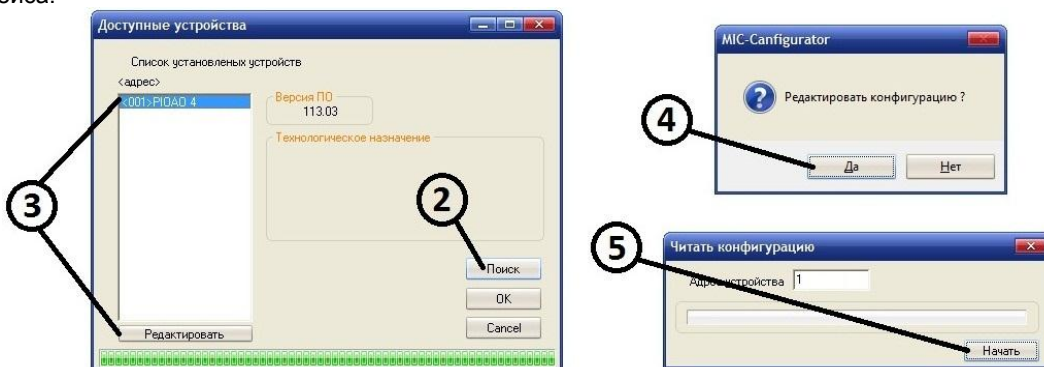 Доступные устройства
Список установленых устройств
<адрес>
<001>PIOAO 4
Версия ПО
113.03
Технологическое назначение
3
2
Поиск
OK
Cancel
Редактировать
MIC-Canfigurator
Редактировать конфигурацию ?
4
Да
Нет
5
Читать конфигурацию
Адрес устройства 1
Начать